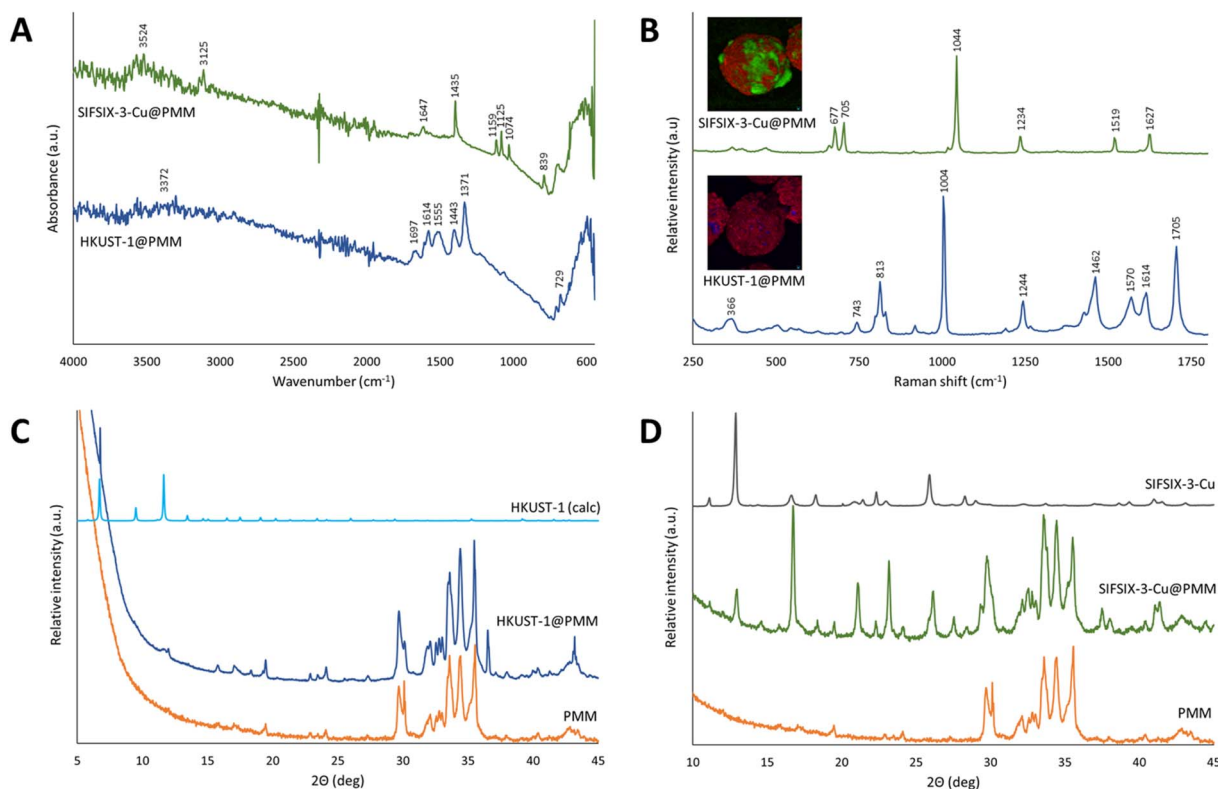 A
3524
3125
SIFSIX-3-Cu@PMM
1647
1435
1159
1125
1074
839
3372
HKUST-1@PMM
1697
1614
1555
1443
1371
729
Absorbance (a.u.)
4000 3500 3000 2500 2000 1500 1000
Wavenumber (cm⁻¹)
B
SIFSIX-3-Cu@PMM
677
705
1044
1234
1519
1627
HKUST-1@PMM
366
743
813
1004
1244
1462
1570
1614
1705
Relative intensity (a.u)
250 500 750 1000 1250 1500 1750
Raman shift (cm⁻¹)
C
HKUST-1 (calc)
HKUST-1@PMM
PMM
Relative intensity (a.u.)
5 10 15 20 25 30 35 40 45
2Θ (deg)
D
SIFSIX-3-Cu
SIFSIX-3-Cu@PMM
PMM
Relative intensity (a.u.)
10 15 20 25 30 35 40 45
2Θ (deg)